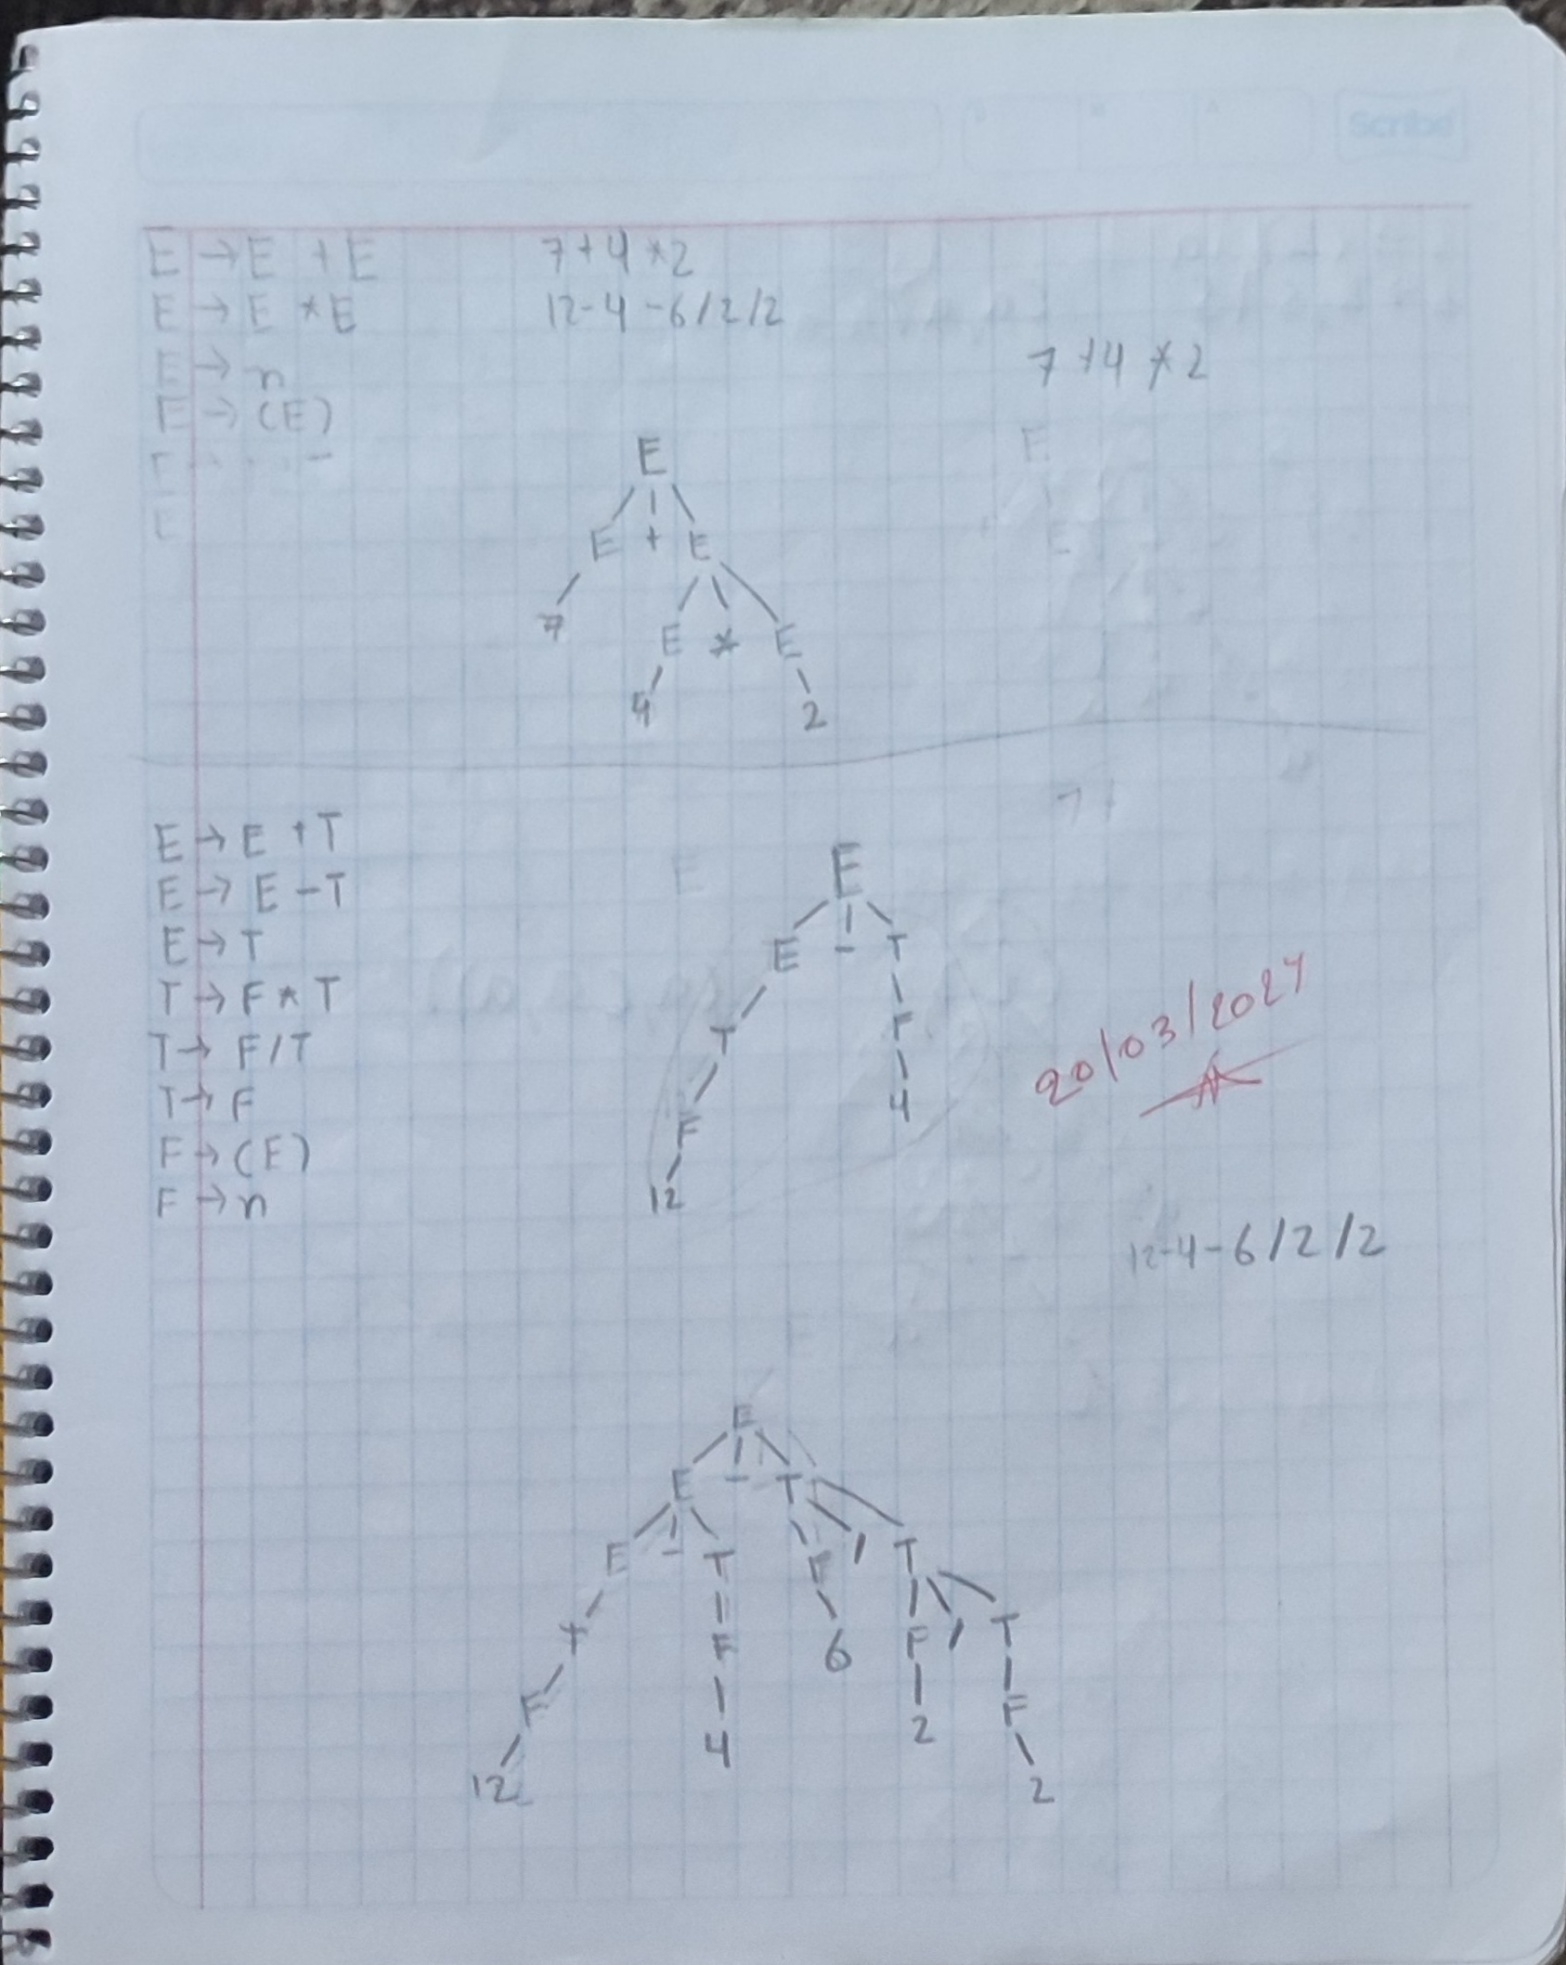 Scribe
E → E + E
7+4*2
E → E * E
12-4-6/2/2
E → n
7+4*2
E → (E)
E
E + E
7
E * E
4 2
E → E + T
E → E - T
E → T
T → F * T
T → F / T
T → F
F → (E)
F → n
E
E - T
T F
F 4
12
20/03/2024
12-4-6/2/2
E
E - T
E - T F / T
T F 6 F / T
F 4 2 F
12 2